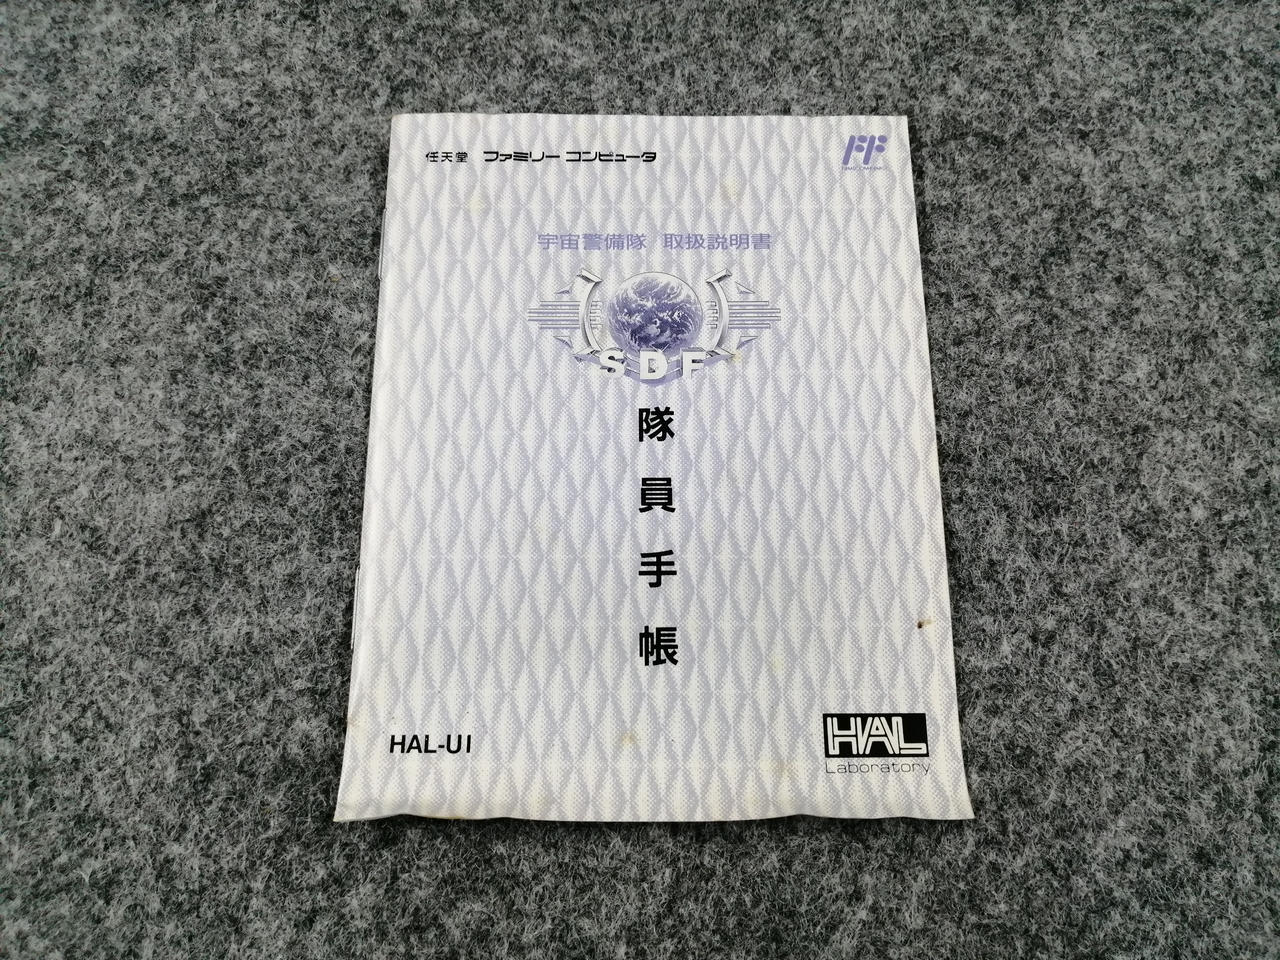 任天堂 ファミリー コンピュータ
FF
宇宙警備隊 取扱説明書
SDF
隊員手帳
HAL-UI
HAL
Laboratory